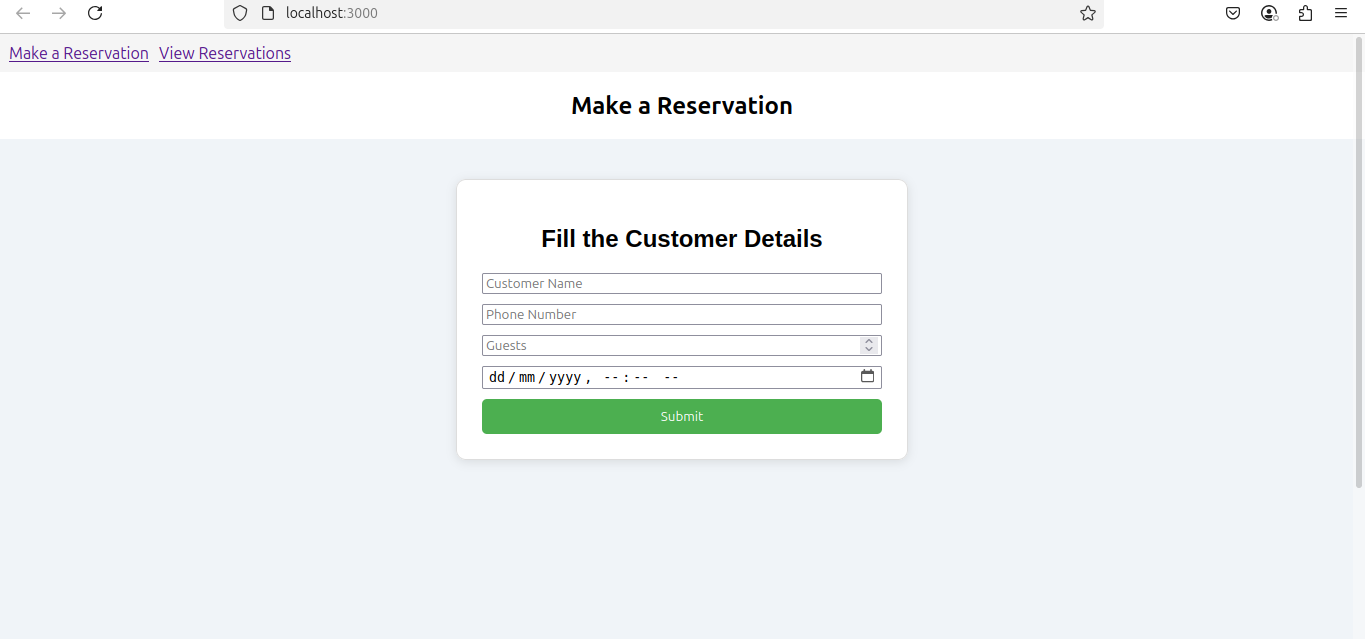 localhost:3000
Make a Reservation View Reservations
Make a Reservation
Fill the Customer Details
Customer Name
Phone Number
Guests
dd/mm/yyyy, --:-- --
Submit